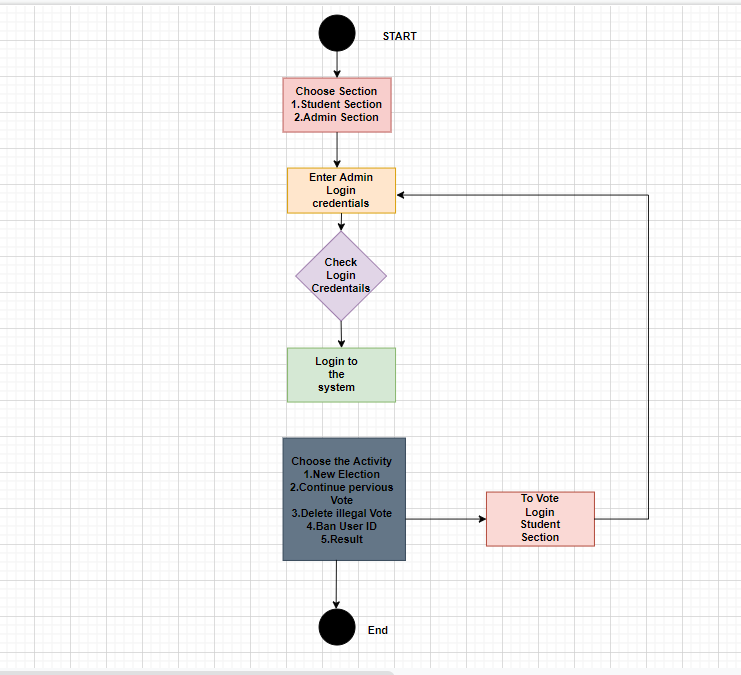 START
Choose Section
1.Student Section
2.Admin Section
Enter Admin
Login
credentials
Check
Login
Credentails
Login to
the
system
Choose the Activity
1.New Election
2.Continue pervious
Vote
3.Delete illegal Vote
4.Ban User ID
5.Result
To Vote
Login
Student
Section
End